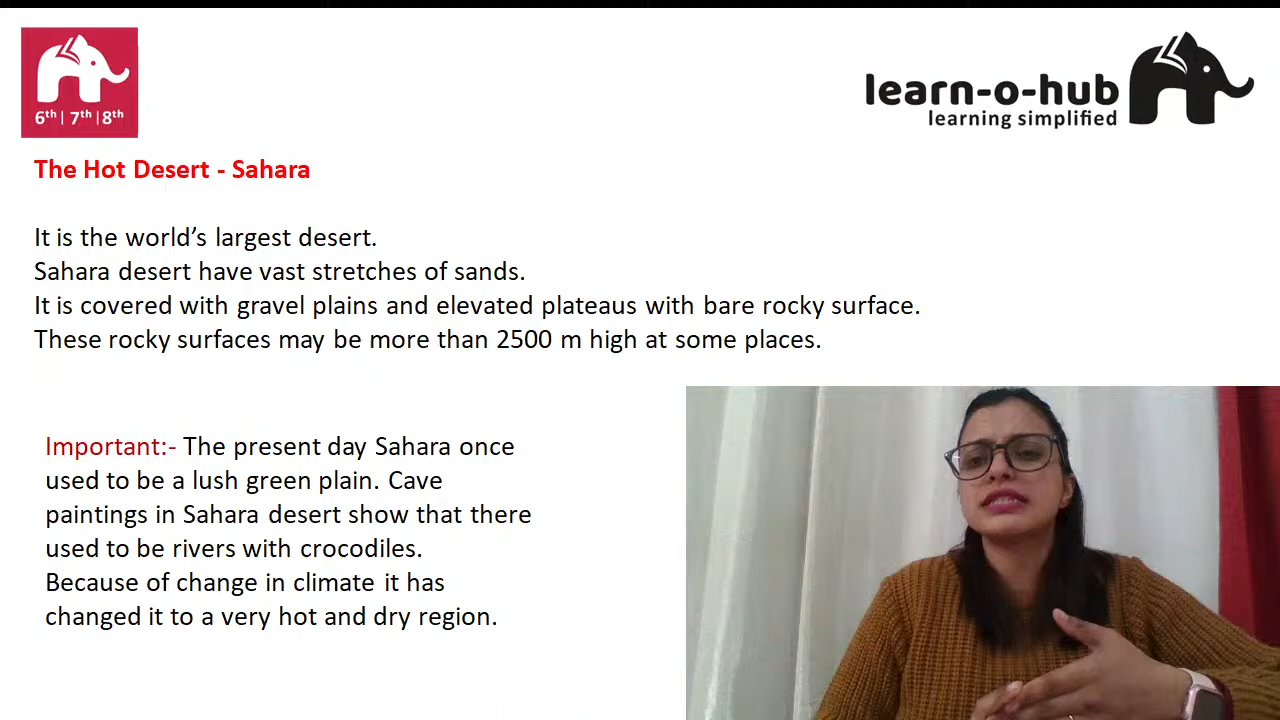 6th | 7th | 8th
learn-o-hub
learning simplified
The Hot Desert - Sahara
It is the world’s largest desert.
Sahara desert have vast stretches of sands.
It is covered with gravel plains and elevated plateaus with bare rocky surface.
These rocky surfaces may be more than 2500 m high at some places.
Important:- The present day Sahara once
used to be a lush green plain. Cave
paintings in Sahara desert show that there
used to be rivers with crocodiles.
Because of change in climate it has
changed it to a very hot and dry region.